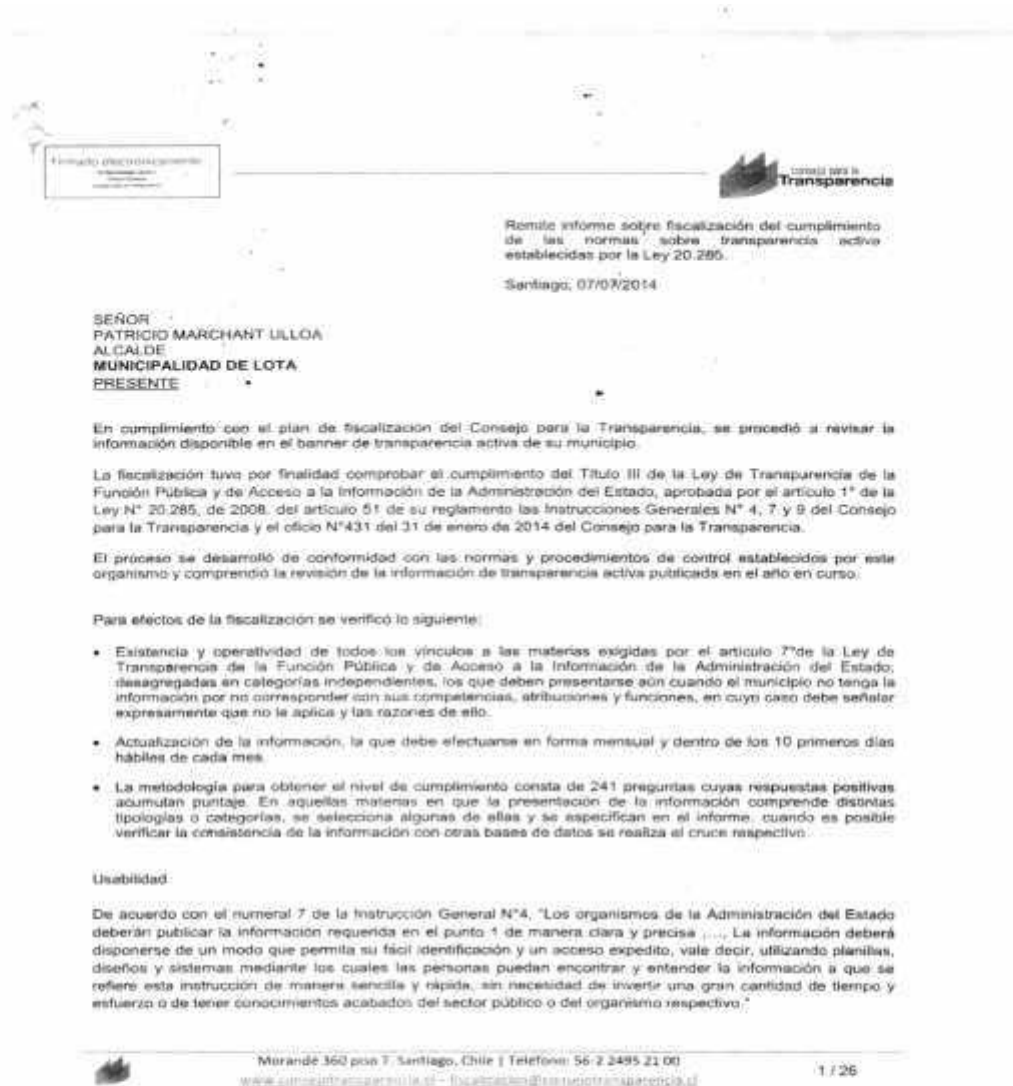 Firmado electrónicamente
consejo para la
Transparencia
Remite informe sobre fiscalización del cumplimiento
de las normas sobre transparencia activa
establecidas por la Ley 20.285.
Santiago, 07/07/2014
SEÑOR
PATRICIO MARCHANT ULLOA
ALCALDE
MUNICIPALIDAD DE LOTA
PRESENTE
En cumplimiento con el plan de fiscalización del Consejo para la Transparencia, se procedió a revisar la
información disponible en el banner de transparencia activa de su municipio.
La fiscalización tuvo por finalidad comprobar el cumplimiento del Título III de la Ley de Transparencia de la
Función Pública y de Acceso a la Información de la Administración del Estado, aprobada por el artículo 1° de la
Ley N° 20.285, de 2008, del artículo 51 de su reglamento las Instrucciones Generales N° 4, 7 y 9 del Consejo
para la Transparencia y el oficio N°431 del 31 de enero de 2014 del Consejo para la Transparencia.
El proceso se desarrolló de conformidad con las normas y procedimientos de control establecidos por este
organismo y comprendió la revisión de la información de transparencia activa publicada en el año en curso.
Para efectos de la fiscalización se verificó lo siguiente:
• Existencia y operatividad de todos los vínculos a las materias exigidas por el artículo 7°de la Ley de
Transparencia de la Función Pública y de Acceso a la Información de la Administración del Estado;
desagregadas en categorías independientes, los que deben presentarse aún cuando el municipio no tenga la
información por no corresponder con sus competencias, atribuciones y funciones, en cuyo caso debe señalar
expresamente que no le aplica y las razones de ello.
• Actualización de la información, la que debe efectuarse en forma mensual y dentro de los 10 primeros días
hábiles de cada mes.
• La metodología para obtener el nivel de cumplimiento consta de 241 preguntas cuyas respuestas positivas
acumulan puntaje. En aquellas materias en que la presentación de la información comprende distintas
tipologías o categorías, se selecciona algunas de ellas y se especifican en el informe, cuando es posible
verificar la consistencia de la información con otras bases de datos se realiza el cruce respectivo.
Usabilidad
De acuerdo con el numeral 7 de la Instrucción General N°4, "Los organismos de la Administración del Estado
deberán publicar la información requerida en el punto 1 de manera clara y precisa ...., La información deberá
disponerse de un modo que permita su fácil identificación y un acceso expedito, vale decir, utilizando planillas,
diseños y sistemas mediante los cuales las personas puedan encontrar y entender la información a que se
refiere esta instrucción de manera sencilla y rápida, sin necesidad de invertir una gran cantidad de tiempo y
esfuerzo o de tener conocimientos acabados del sector público o del organismo respectivo."
Morandé 360 piso 7. Santiago, Chile | Teléfono: 56-2 2495 21 00
www.consejotransparencia.cl – fiscalizacion@consejotransparencia.cl
1 / 26